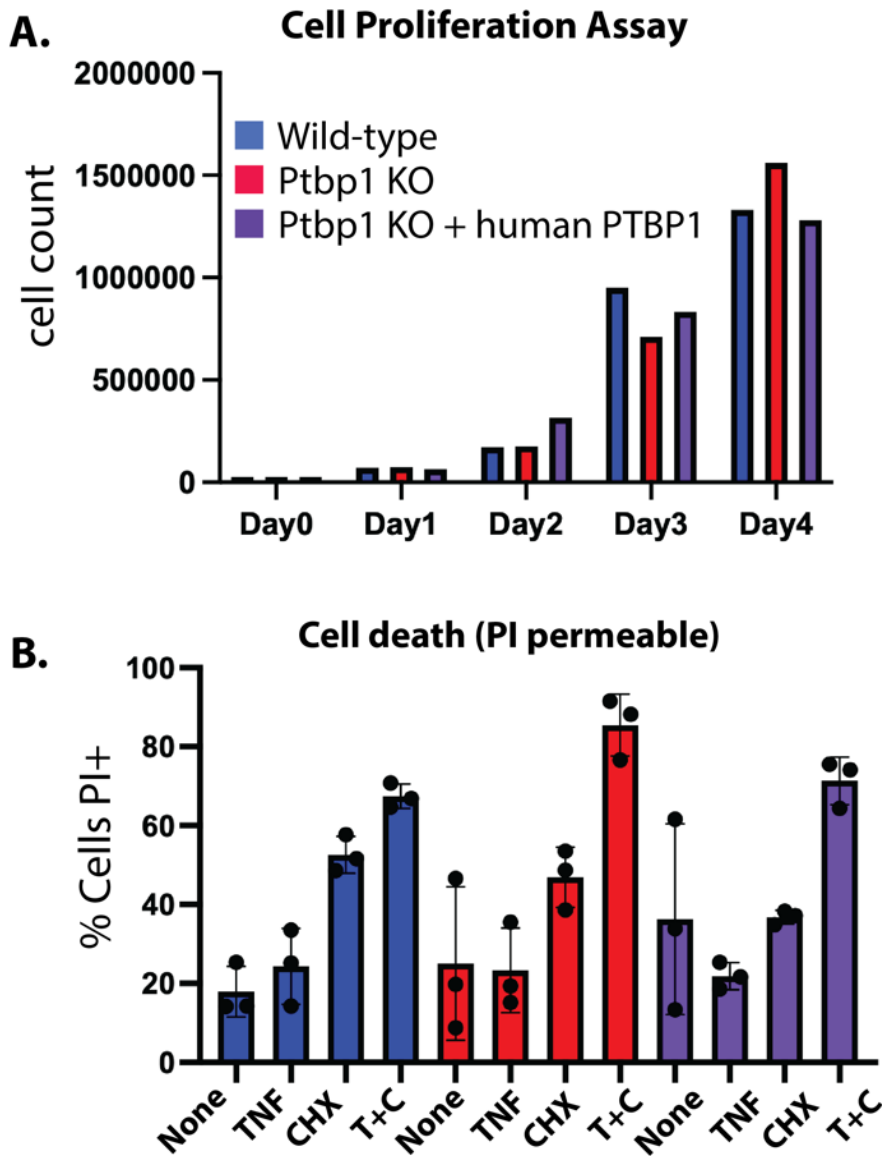 A.
Cell Proliferation Assay
cell count
2000000
1500000
1000000
500000
0
Wild-type
Ptbp1 KO
Ptbp1 KO + human PTBP1
Day0 Day1 Day2 Day3 Day4
B.
Cell death (PI permeable)
% Cells PI+
100
80
60
40
20
0
None TNF CHX T+C None TNF CHX T+C None TNF CHX T+C